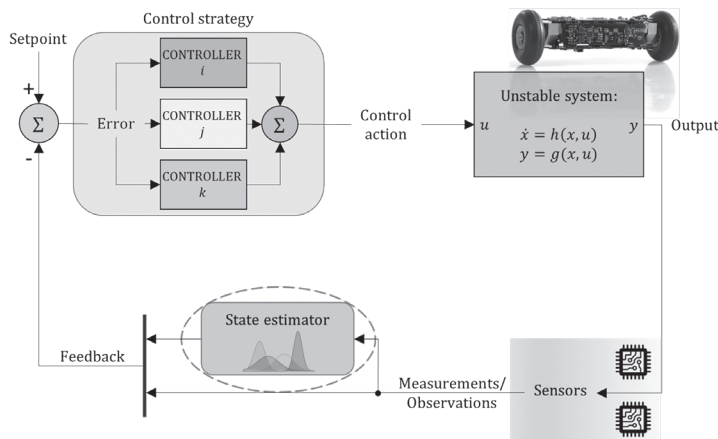 Control strategy
Setpoint
+
Σ
-
Error
CONTROLLER
i
CONTROLLER
j
CONTROLLER
k
Σ
Control
action
Unstable system:
u
ẋ = h(x, u)
y = g(x, u)
y
Output
State estimator
Feedback
Measurements/
Observations
Sensors